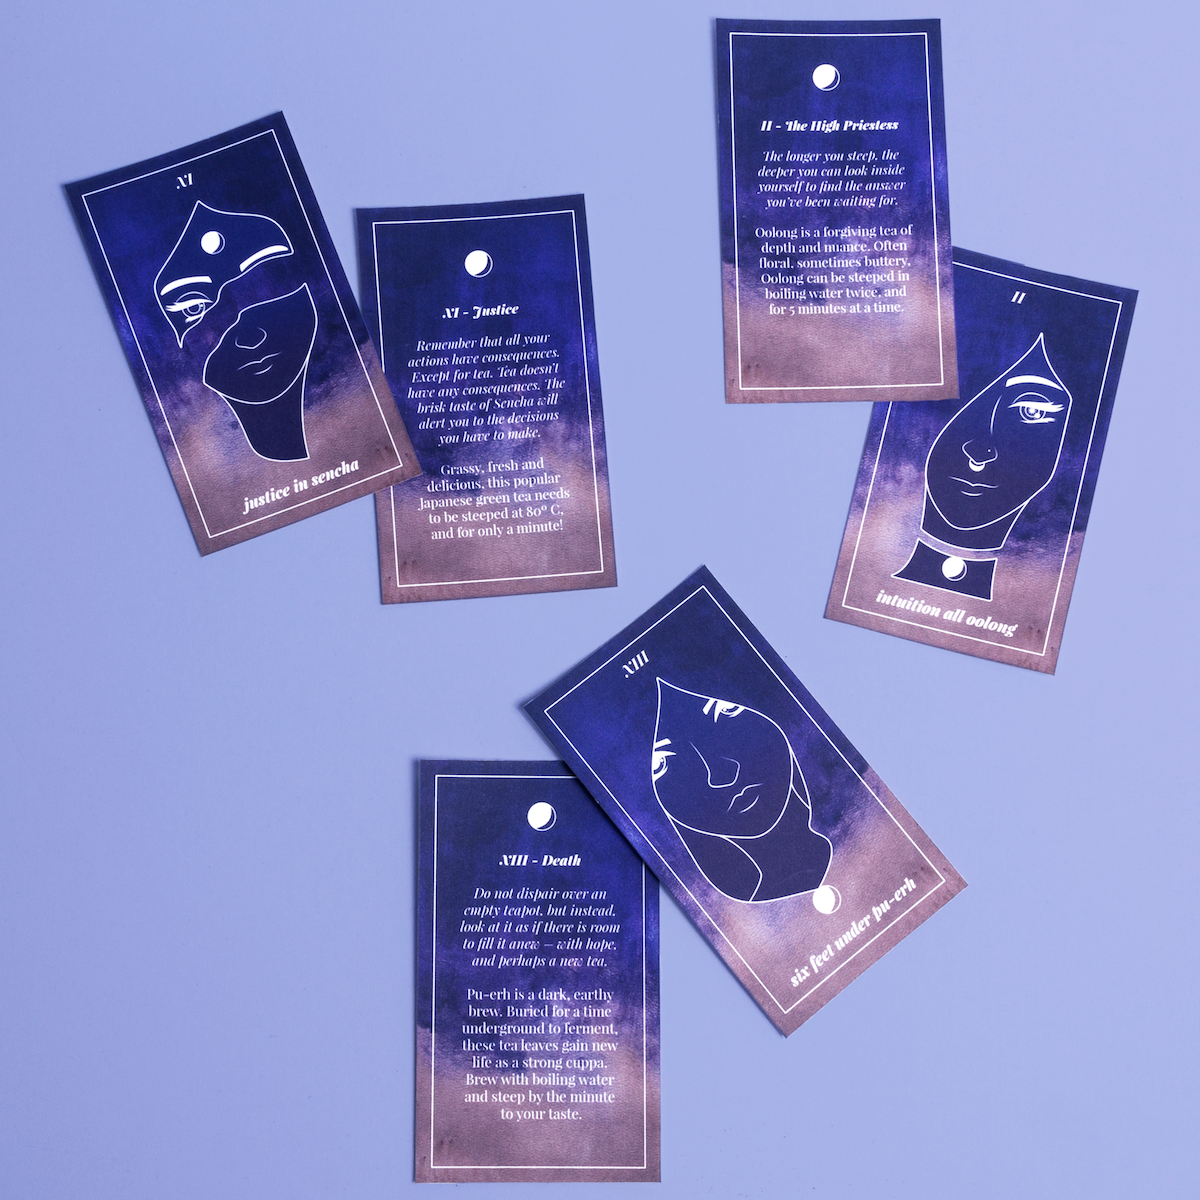 XI
justice in sencha
XI - Justice
Remember that all your
actions have consequences.
Except for tea. Tea doesn't
have any consequences. The
brisk taste of Sencha will
alert you to the decisions
you have to make.
Grassy, fresh and
delicious, this popular
Japanese green tea needs
to be steeped at 80º C,
and for only a minute!
II - The High Priestess
The longer you steep, the
deeper you can look inside
yourself to find the answer
you've been waiting for.
Oolong is a forgiving tea of
depth and nuance. Often
floral, sometimes buttery,
Oolong can be steeped in
boiling water twice, and
for 5 minutes at a time.
II
intuition all oolong
XIII
six feet under pu-erh
XIII - Death
Do not dispair over an
empty teapot, but instead,
look at it as if there is room
to fill it anew – with hope,
and perhaps a new tea.
Pu-erh is a dark, earthy
brew. Buried for a time
underground to ferment,
these tea leaves gain new
life as a strong cuppa.
Brew with boiling water
and steep by the minute
to your taste.